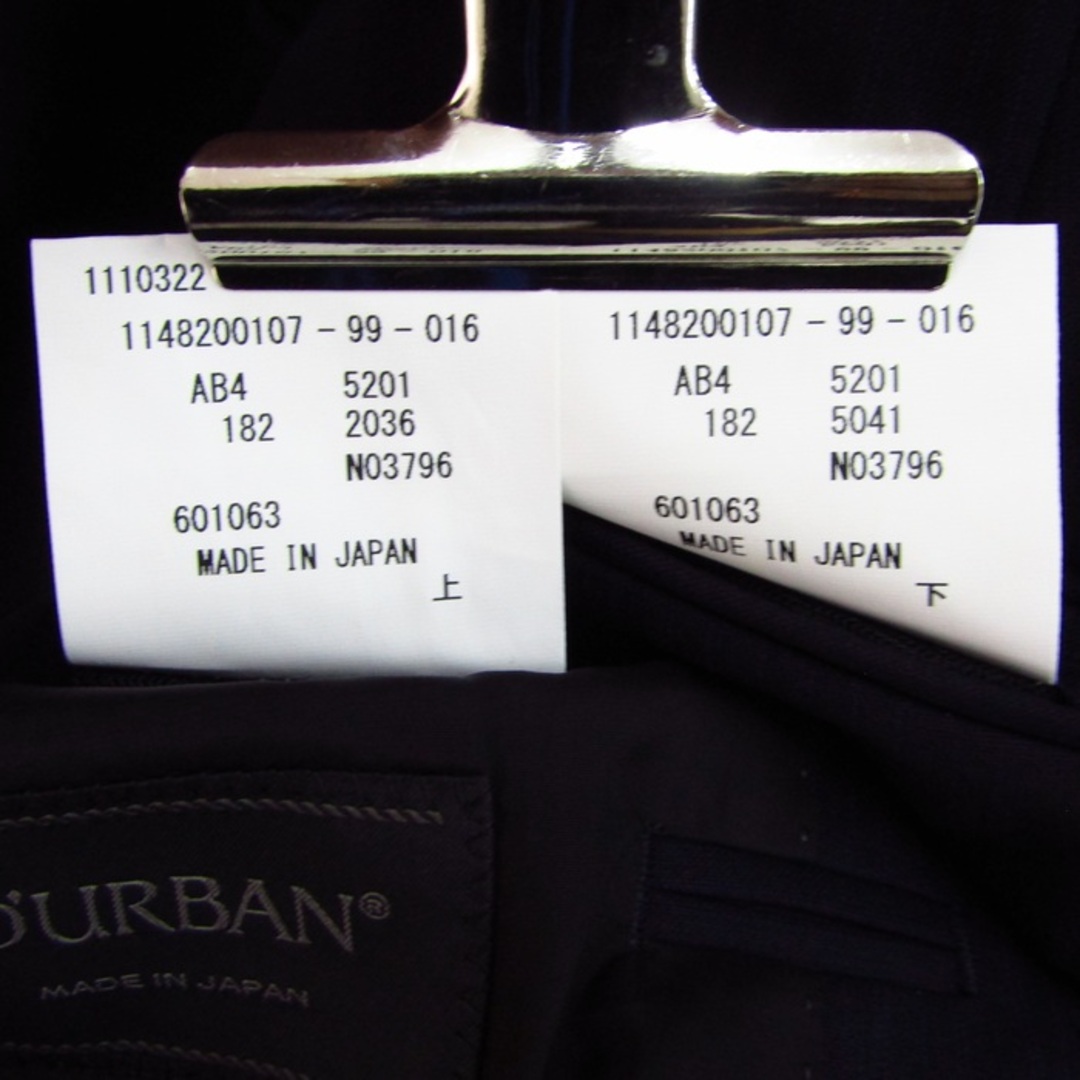 1110322
1148200107-99-016
AB4 5201
182 2036
N03796
601063
MADE IN JAPAN
上
1148200107-99-016
AB4 5201
182 5041
N03796
601063
MADE IN JAPAN
下
D'URBAN®
MADE IN JAPAN